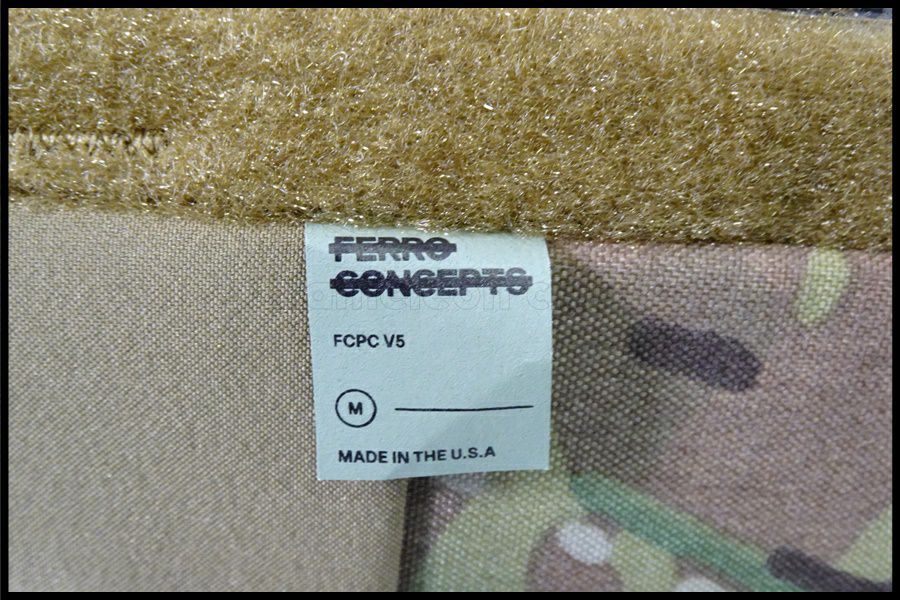 FERRO
CONCEPTS
FCPC V5
M
MADE IN THE U.S.A